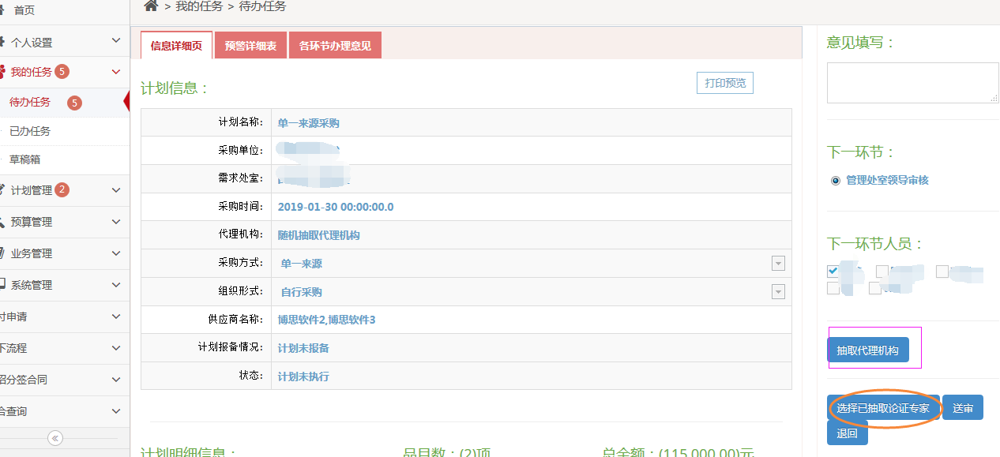 首页
> 我的任务 > 待办任务
个人设置
我的任务 5
待办任务 5
已办任务
草稿箱
计划管理 2
预算管理
业务管理
系统管理
付申请
下流程
招分签合同
合查询
信息详细页 预警详细表 各环节办理意见
计划信息：
打印预览
计划名称： 单一来源采购
采购单位：
需求处室：
采购时间： 2019-01-30 00:00:00.0
代理机构： 随机抽取代理机构
采购方式： 单一来源
组织形式： 自行采购
供应商名称： 博思软件2,博思软件3
计划报备情况： 计划未报备
状态： 计划未执行
计划明细信息： 品目数：(2)项 总金额：(115,000.00)元
意见填写：
下一环节：
管理处室领导审核
下一环节人员：
抽取代理机构
选择已抽取论证专家 送审
退回